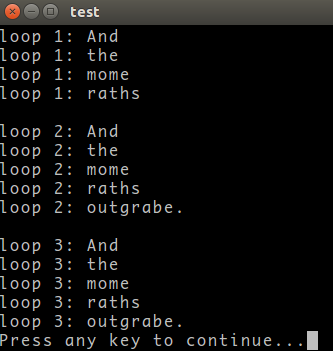 test
loop 1: And
loop 1: the
loop 1: mome
loop 1: raths

loop 2: And
loop 2: the
loop 2: mome
loop 2: raths
loop 2: outgrabe.

loop 3: And
loop 3: the
loop 3: mome
loop 3: raths
loop 3: outgrabe.
Press any key to continue...